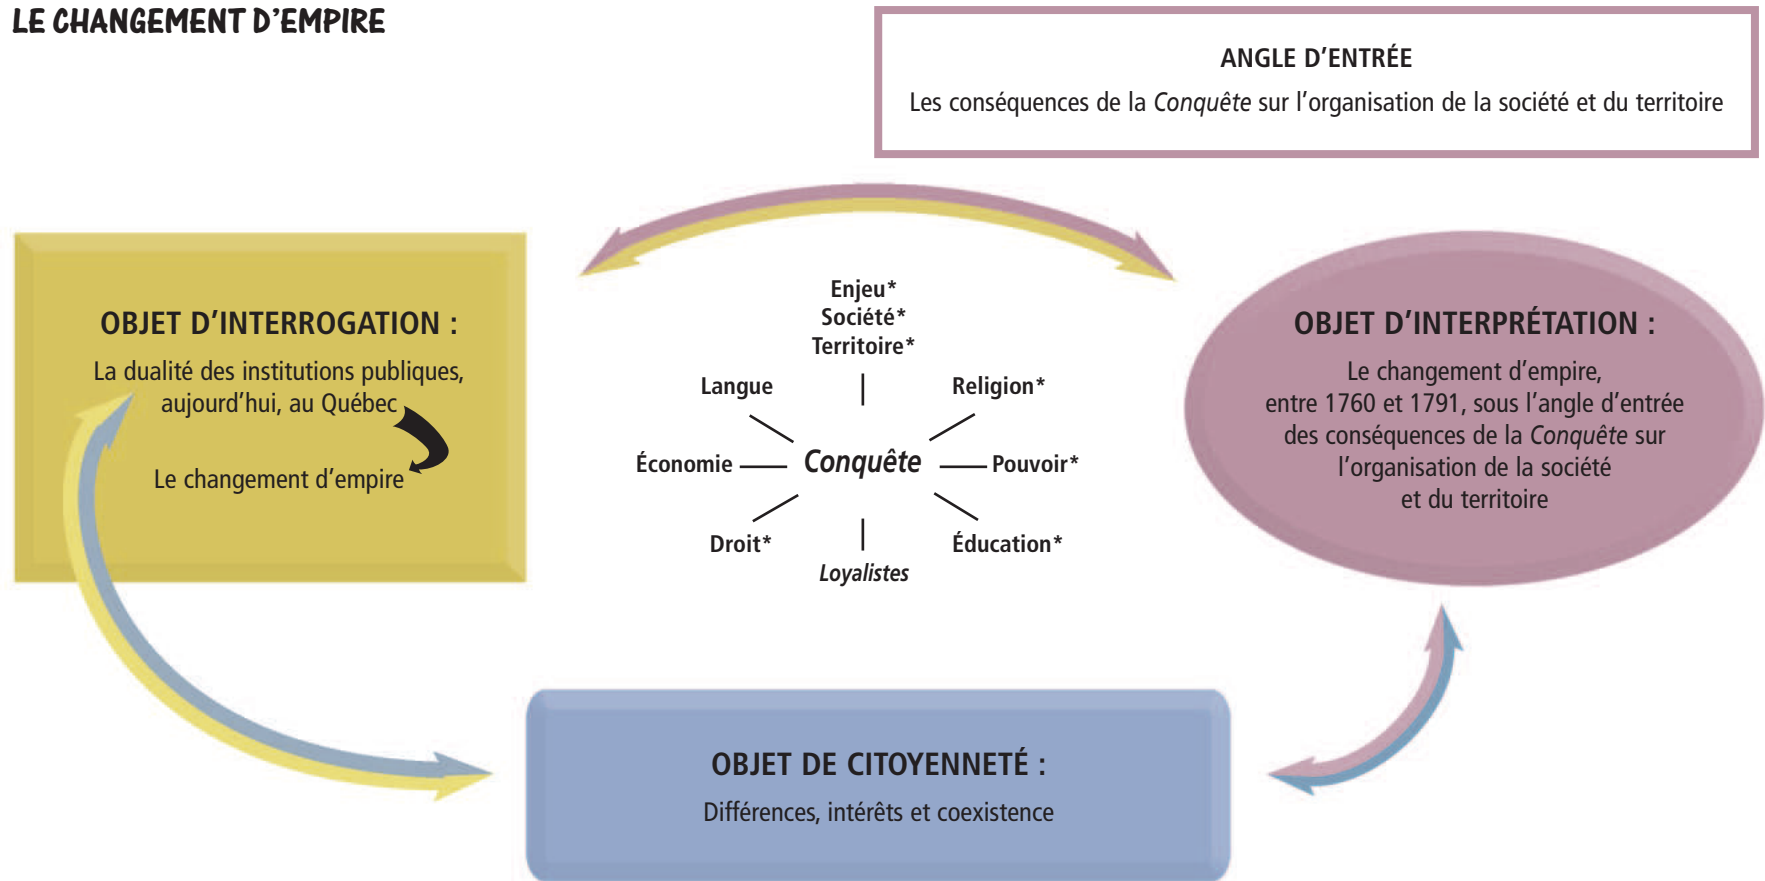 LE CHANGEMENT D'EMPIRE
ANGLE D'ENTRÉE
Les conséquences de la Conquête sur l'organisation de la société et du territoire
OBJET D'INTERROGATION :
La dualité des institutions publiques,
aujourd'hui, au Québec
Le changement d'empire
Enjeu*
Société*
Territoire*
Langue
Religion*
Économie
Conquête
Pouvoir*
Droit*
Éducation*
Loyalistes
OBJET D'INTERPRÉTATION :
Le changement d'empire,
entre 1760 et 1791, sous l'angle d'entrée
des conséquences de la Conquête sur
l'organisation de la société
et du territoire
OBJET DE CITOYENNETÉ :
Différences, intérêts et coexistence